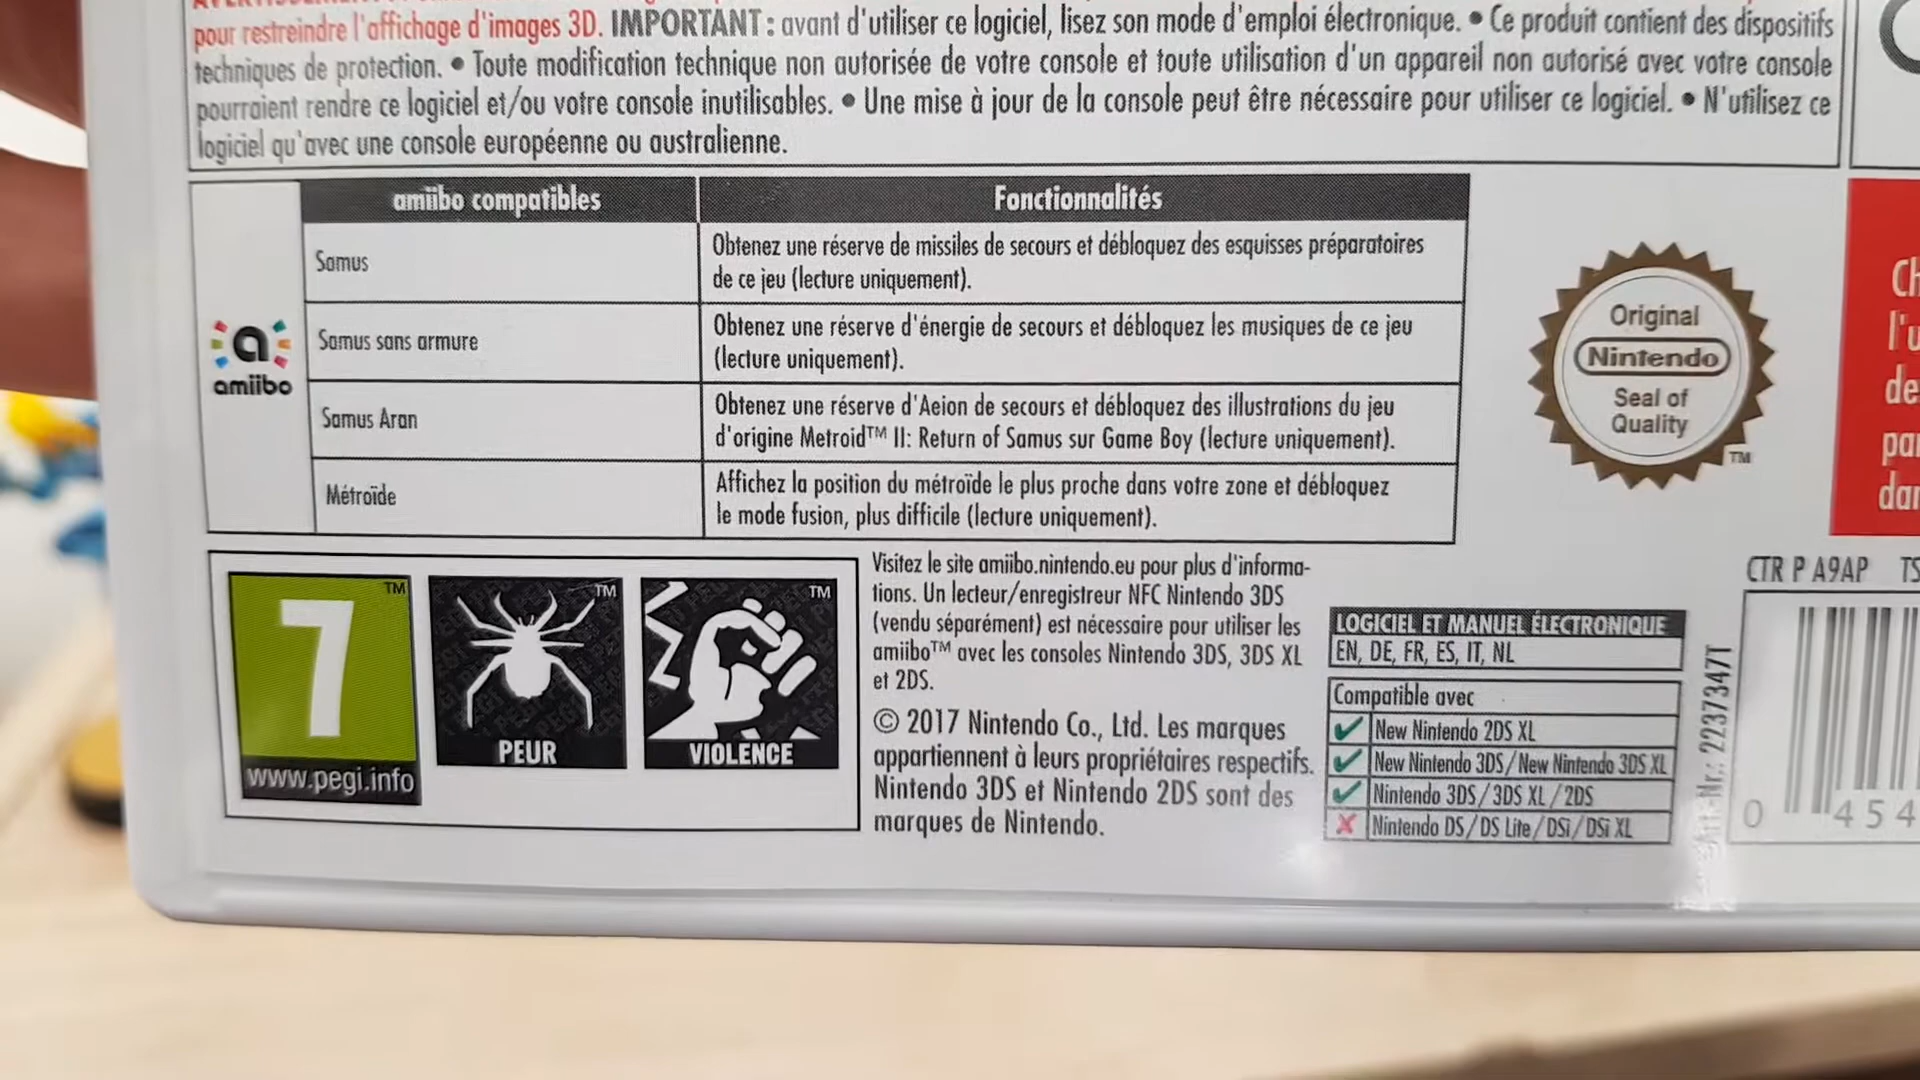 pour restreindre l'affichage d'images 3D. IMPORTANT : avant d'utiliser ce logiciel, lisez son mode d'emploi électronique. • Ce produit contient des dispositifs
techniques de protection. • Toute modification technique non autorisée de votre console et toute utilisation d'un appareil non autorisé avec votre console
pourraient rendre ce logiciel et/ou votre console inutilisables. • Une mise à jour de la console peut être nécessaire pour utiliser ce logiciel. • N'utilisez ce
logiciel qu'avec une console européenne ou australienne.
amiibo compatibles
Fonctionnalités
Samus
Obtenez une réserve de missiles de secours et débloquez des esquisses préparatoires
de ce jeu (lecture uniquement).
Samus sans armure
Obtenez une réserve d'énergie de secours et débloquez les musiques de ce jeu
(lecture uniquement).
Samus Aran
Obtenez une réserve d'Aeion de secours et débloquez des illustrations du jeu
d'origine Metroid™ II: Return of Samus sur Game Boy (lecture uniquement).
Métroïde
Affichez la position du métroïde le plus proche dans votre zone et débloquez
le mode fusion, plus difficile (lecture uniquement).
a
amiibo
Original
Nintendo
Seal of
Quality
TM
l'u
de
dan
7
TM
www.pegi.info
TM
PEUR
TM
VIOLENCE
Visitez le site amiibo.nintendo.eu pour plus d'informa-
tions. Un lecteur/enregistreur NFC Nintendo 3DS
(vendu séparément) est nécessaire pour utiliser les
amiibo™ avec les consoles Nintendo 3DS, 3DS XL
et 2DS.
© 2017 Nintendo Co., Ltd. Les marques
appartiennent à leurs propriétaires respectifs.
Nintendo 3DS et Nintendo 2DS sont des
marques de Nintendo.
LOGICIEL ET MANUEL ÉLECTRONIQUE
EN, DE, FR, ES, IT, NL
Compatible avec
New Nintendo 2DS XL
New Nintendo 3DS/New Nintendo 3DS XL
Nintendo 3DS/3DS XL/2DS
Nintendo DS/DS Lite/DSi/DSi XL
Art.-Nr.: 2237347T
CTR P A9AP TS
0 454